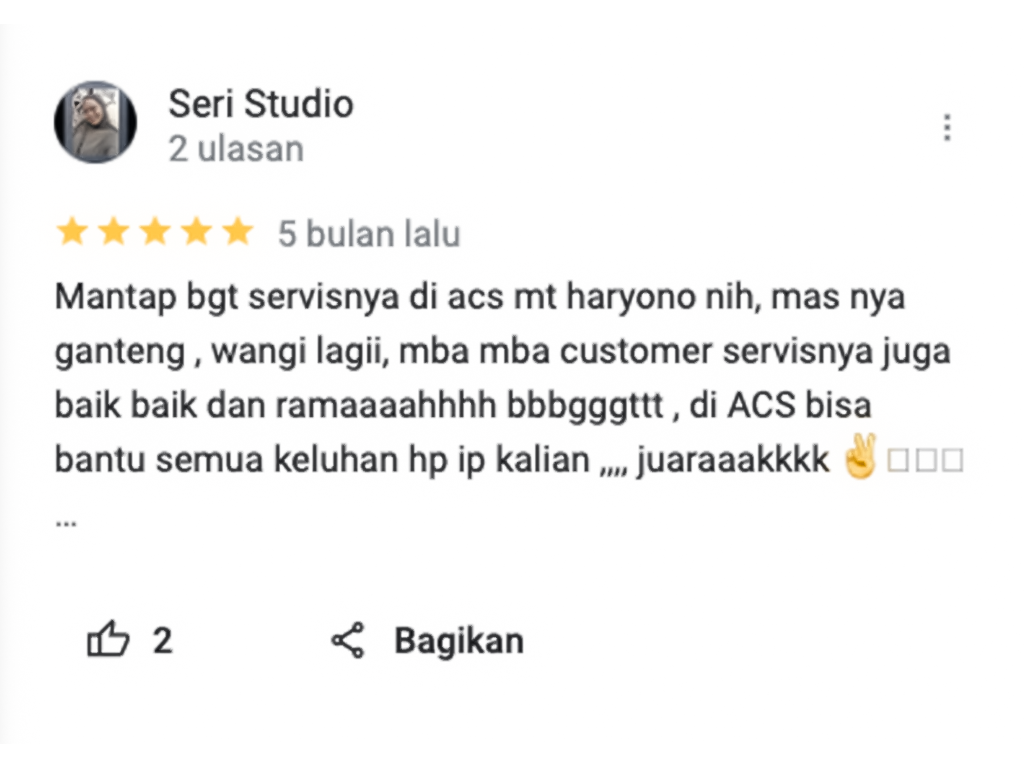 Seri Studio
2 ulasan
5 bulan lalu
Mantap bgt servisnya di acs mt haryono nih, mas nya
ganteng , wangi lagii, mba mba customer servisnya juga
baik baik dan ramaaaahhhh bbbgggttt , di ACS bisa
bantu semua keluhan hp ip kalian ,,,, juaraaakkkk ✌️□□□
...
2
Bagikan